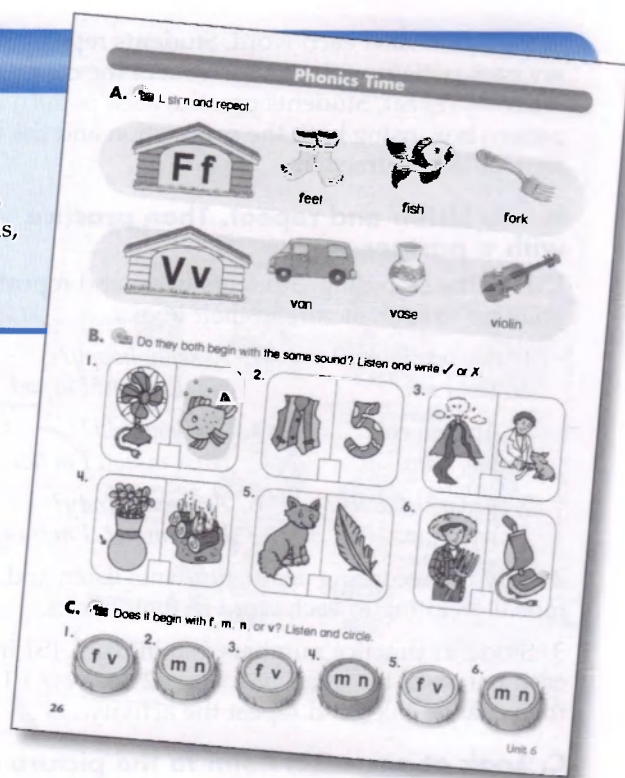 Phonics Time
A. Listen and repeat
Ff
feet
fish
fork
Vv
van
vase
violin
B. Do they both begin with the same sound? Listen and write ✓ or X
1.
2.
5
3.
4.
5.
6.
C. Does it begin with f, m, n, or v? Listen and circle.
1. f v
2. m n
3. f v
4. m n
5. f v
6. m n
26
Unit 6